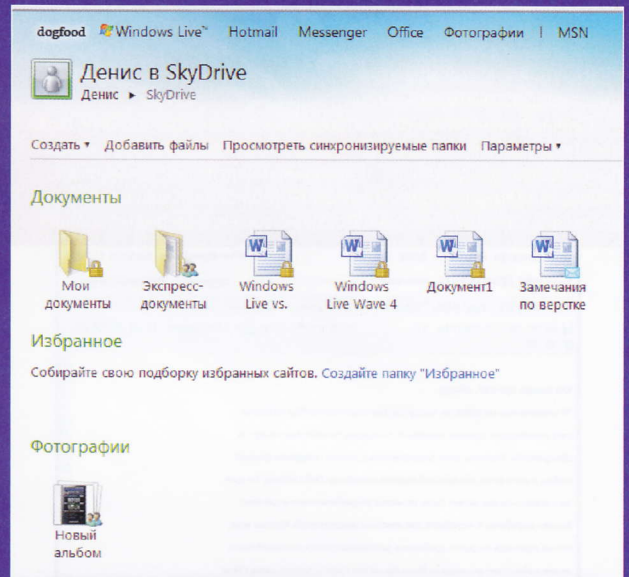 dogfood Windows Live™ Hotmail Messenger Office Фотографии | MSN
Денис в SkyDrive
Денис ► SkyDrive
Создать ▾ Добавить файлы Просмотреть синхронизируемые папки Параметры ▾
Документы
Мои документы
Экспресс-документы
Windows Live vs.
Windows Live Wave 4
Документ1
Замечания по верстке
Избранное
Собирайте свою подборку избранных сайтов. Создайте папку "Избранное"
Фотографии
Новый
альбом